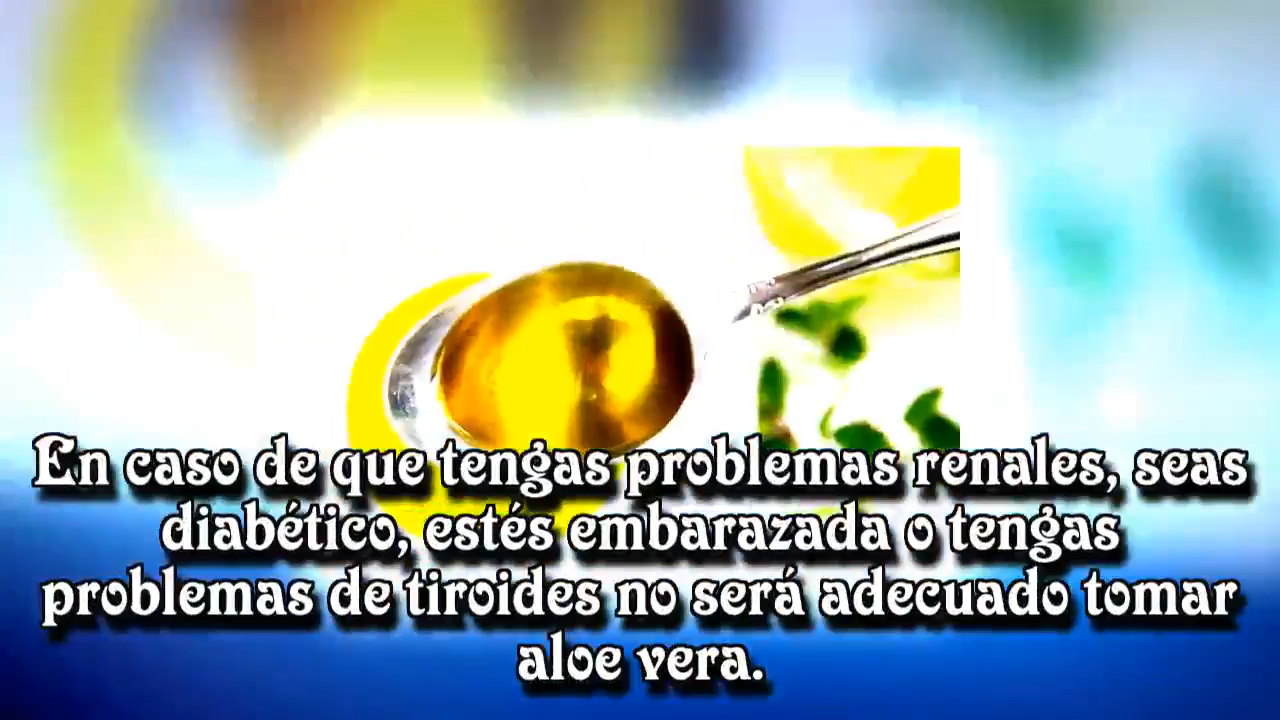 En caso de que tengas problemas renales, seas
diabético, estés embarazada o tengas
problemas de tiroides no será adecuado tomar
aloe vera.